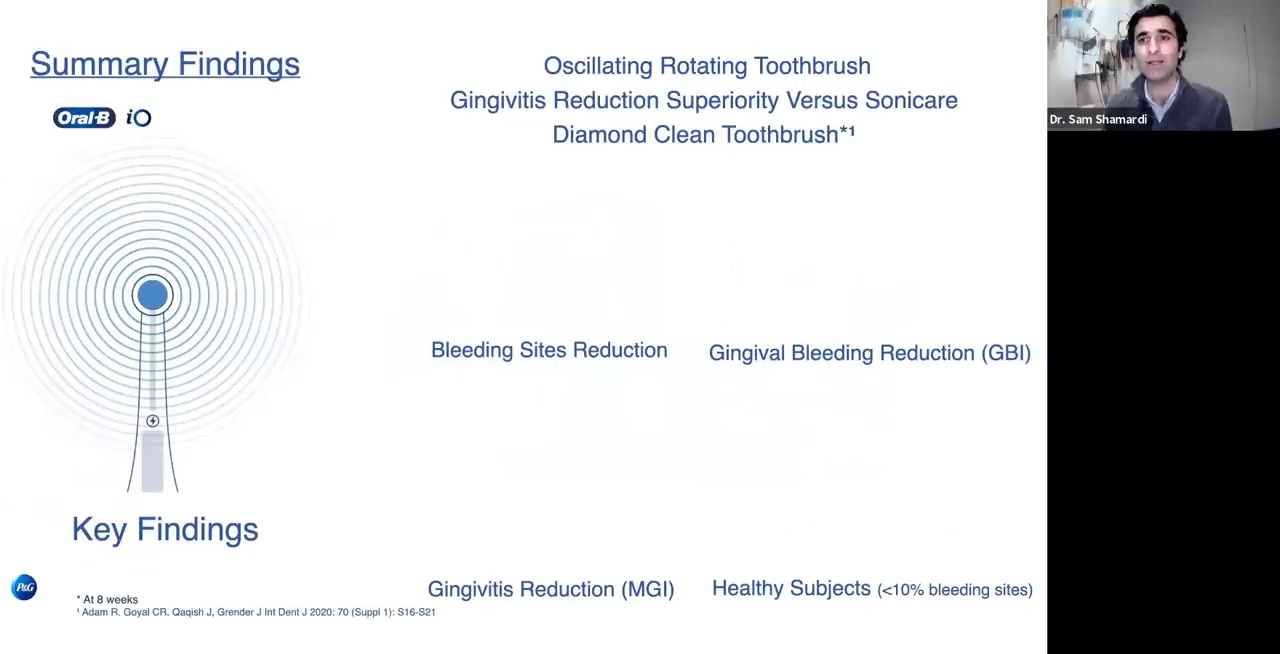 Summary Findings
Oral-B iO
Oscillating Rotating Toothbrush
Gingivitis Reduction Superiority Versus Sonicare
Diamond Clean Toothbrush*¹
Dr. Sam Shamardi
Bleeding Sites Reduction
Gingival Bleeding Reduction (GBI)
Key Findings
Gingivitis Reduction (MGI)
Healthy Subjects (<10% bleeding sites)
P&G
* At 8 weeks
¹ Adam R. Goyal CR. Qaqish J, Grender J Int Dent J 2020; 70 (Suppl 1): S16-S21